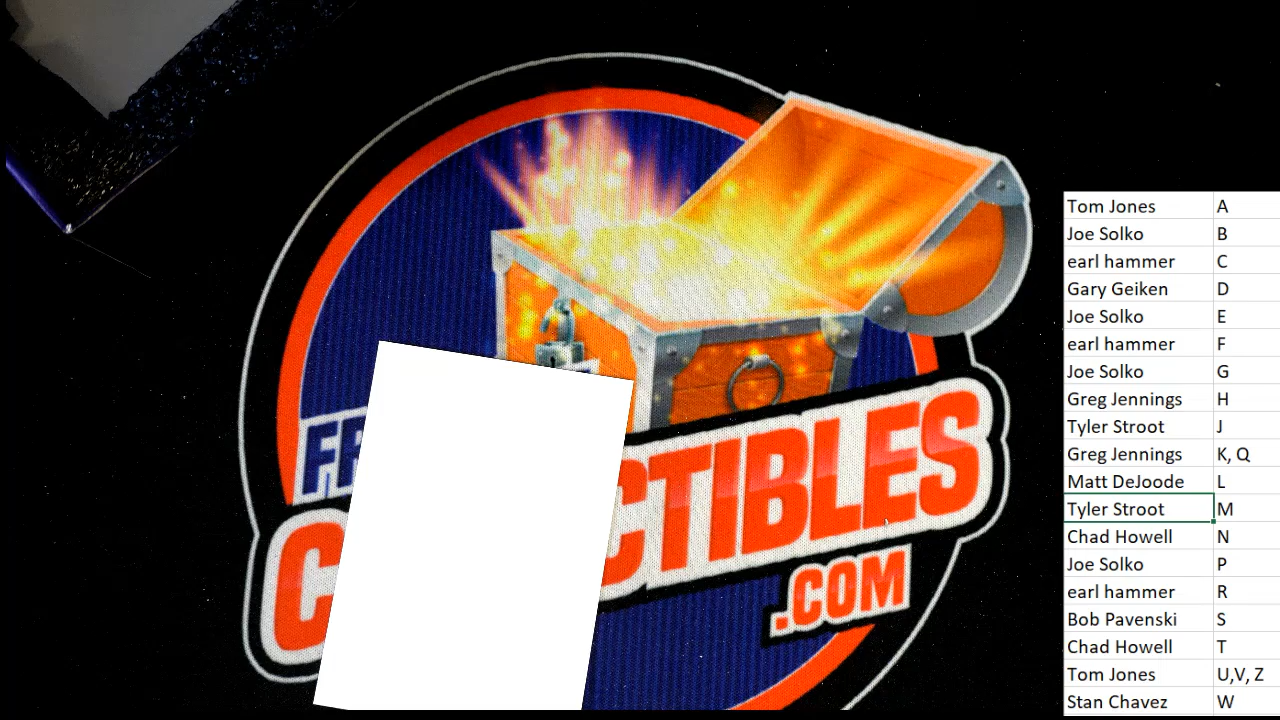 FR
C CTIBLES
.COM
Tom Jones A
Joe Solko B
earl hammer C
Gary Geiken D
Joe Solko E
earl hammer F
Joe Solko G
Greg Jennings H
Tyler Stroot J
Greg Jennings K, Q
Matt DeJoode L
Tyler Stroot M
Chad Howell N
Joe Solko P
earl hammer R
Bob Pavenski S
Chad Howell T
Tom Jones U,V, Z
Stan Chavez W